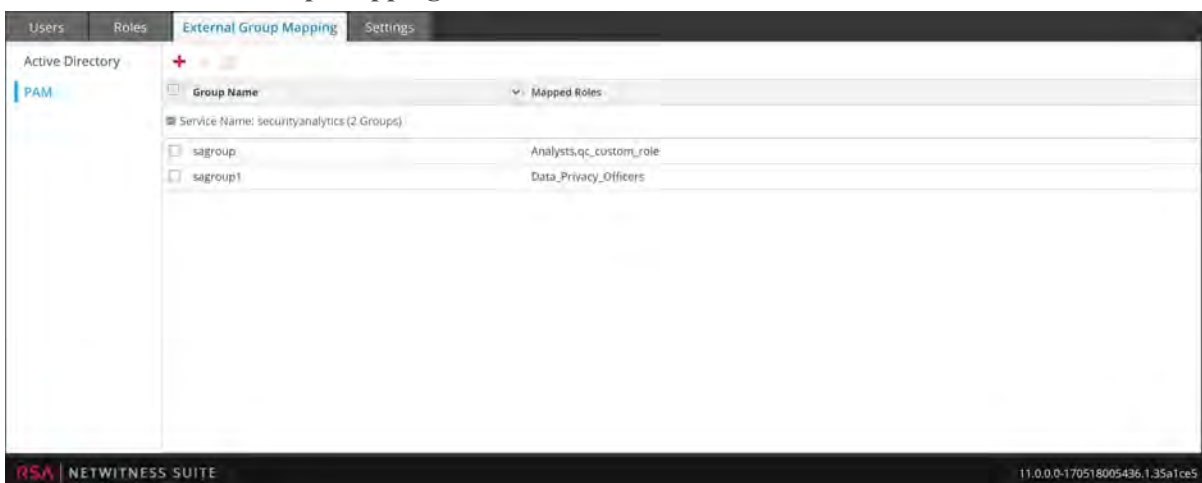 Users Roles External Group Mapping Settings
Active Directory
PAM
Group Name Mapped Roles
Service Name: securityanalytics (2 Groups)
sagroup Analysts,qc_custom_role
sagroup1 Data_Privacy_Officers
RSA NETWITNESS SUITE 11.0.0.0-170518005436.1.35a1ce5